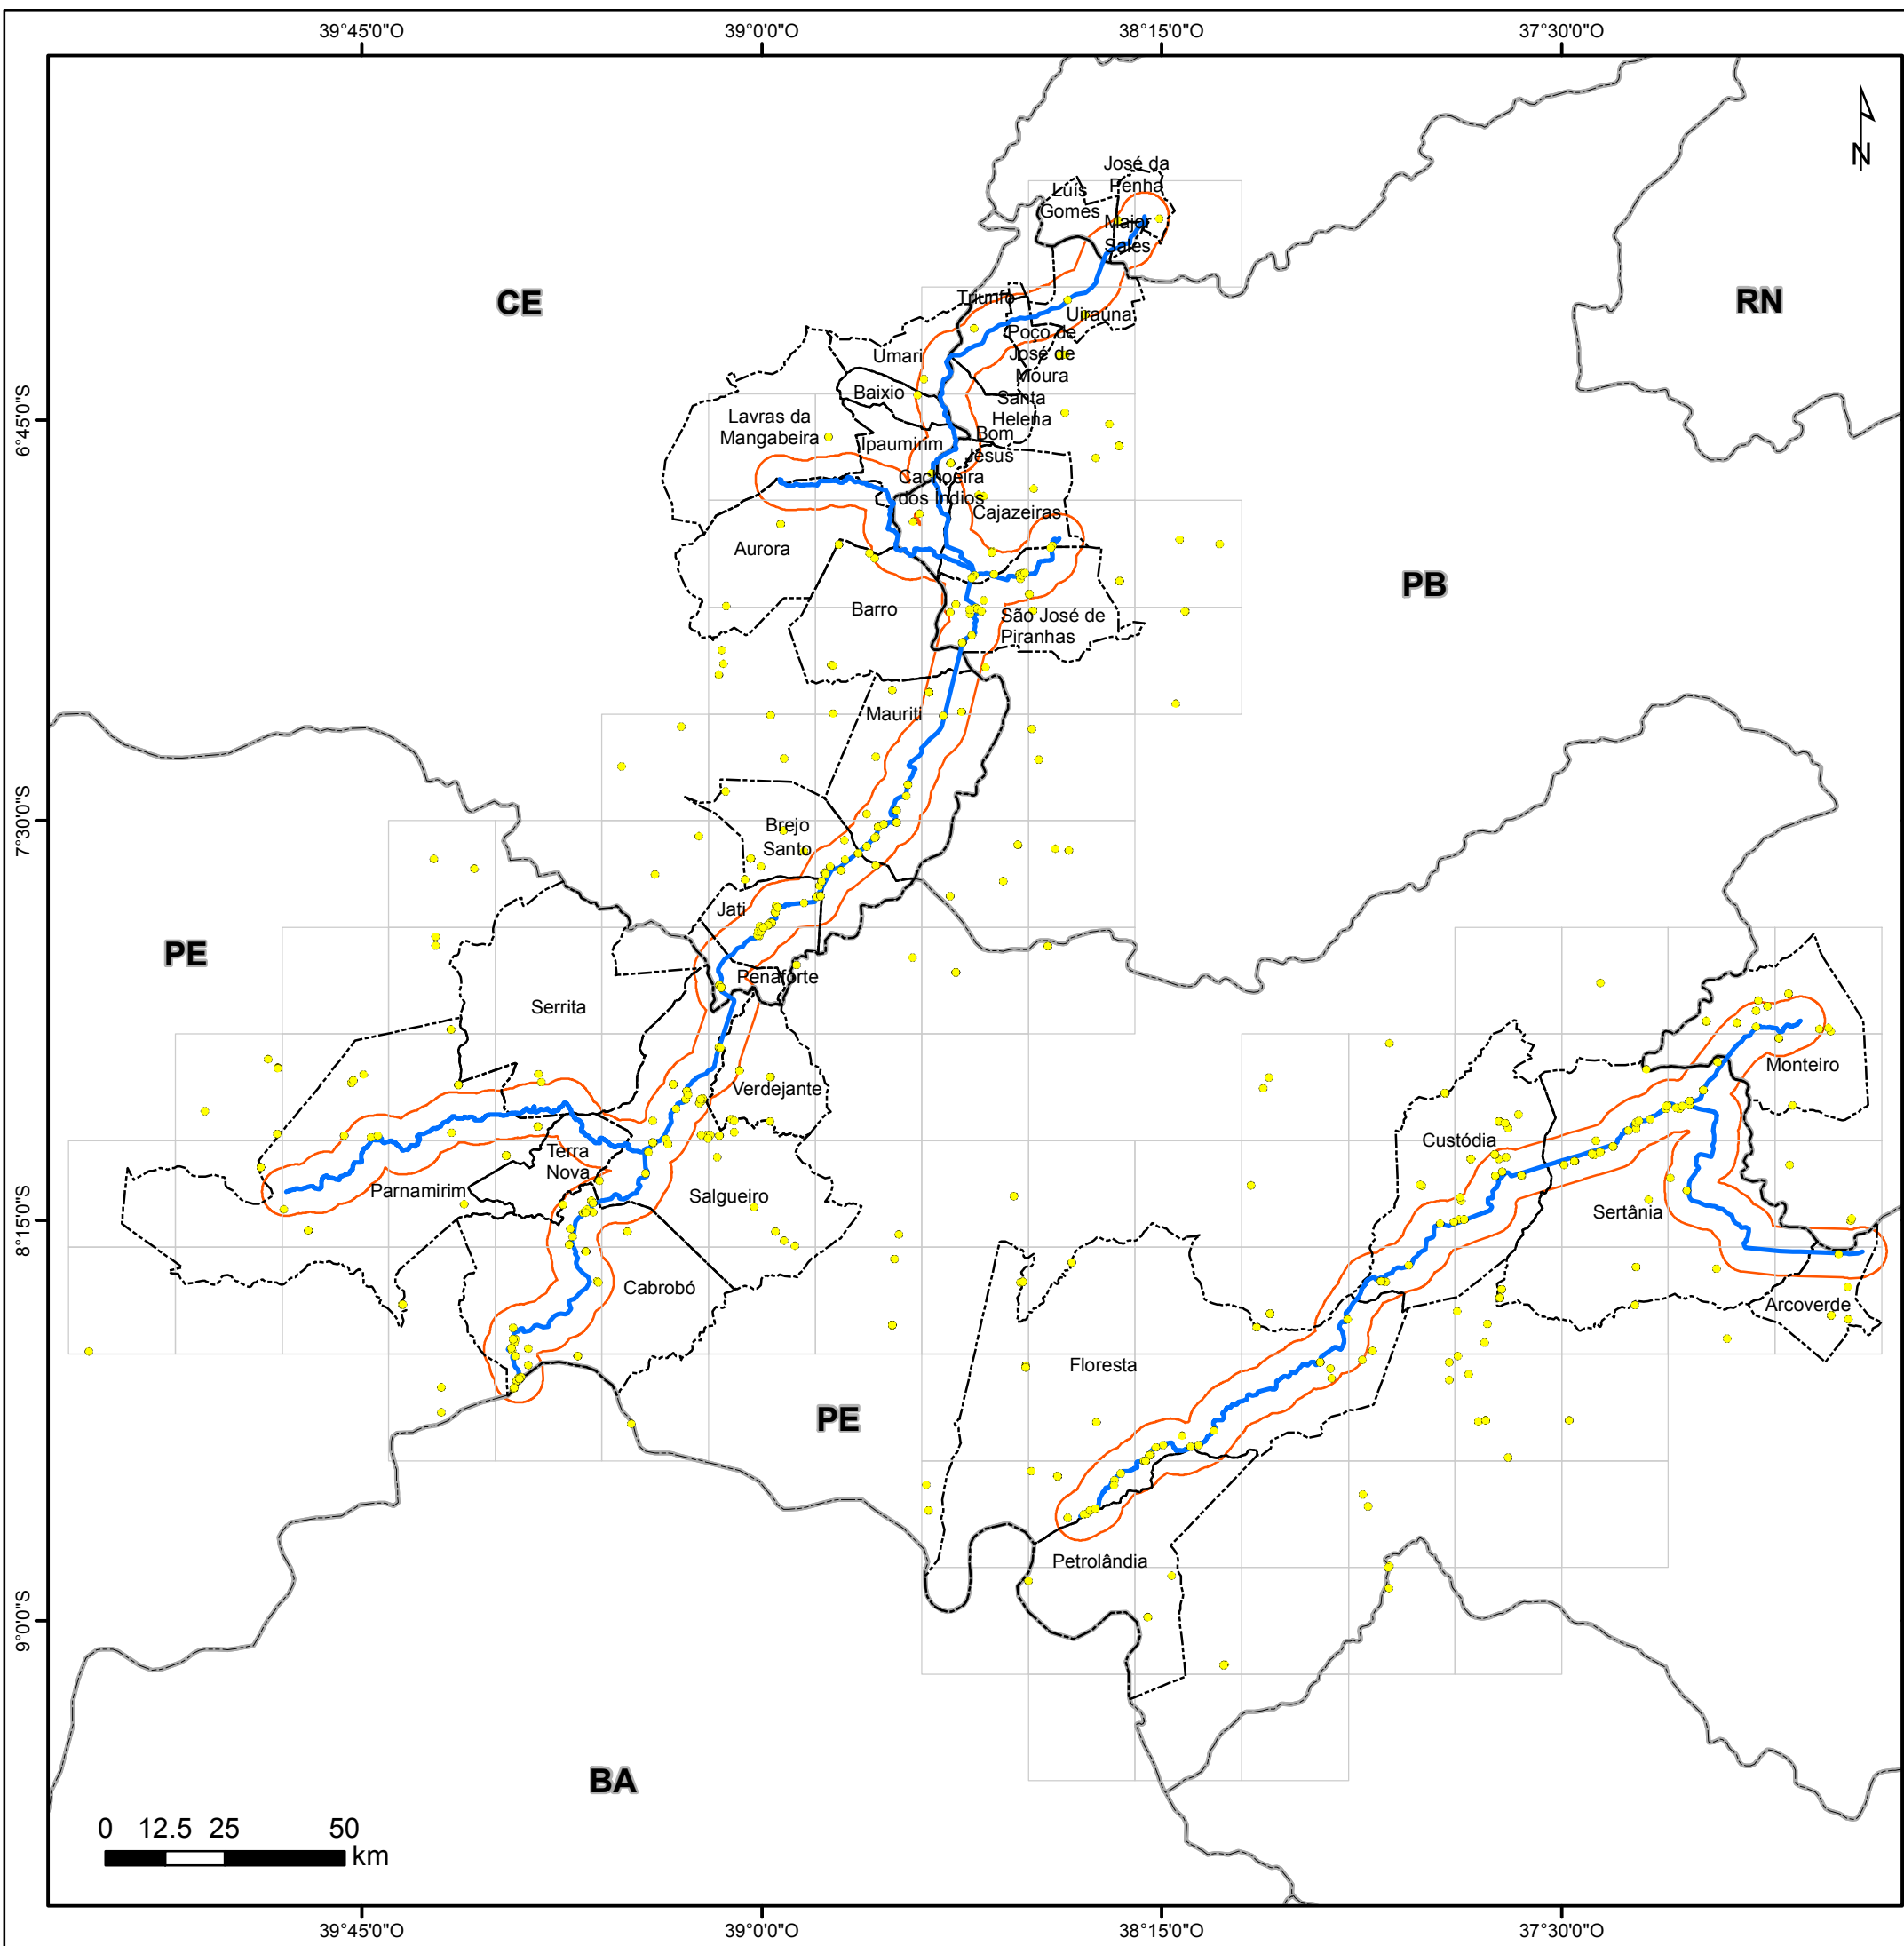 39°45'0"O
39°0'0"O
38°15'0"O
37°30'0"O
N
José da
Penha
Luís
Gomes
Major
Sales
CE
RN
Triunfo
Uiraúna
Poço de
José de
Moura
Umari
Baixio
Santa
Helena
6°45'0"S
Lavras da
Mangabeira
Ipaumirim
Bom
Jesus
Cachoeira
dos Índios
Cajazeiras
Aurora
PB
Barro
São José de
Piranhas
Mauriti
7°30'0"S
Brejo
Santo
Jati
PE
Penaforte
Serrita
Verdejante
Monteiro
Custódia
Terra
Nova
Parnamirim
Salgueiro
Sertânia
8°15'0"S
Cabrobó
Arcoverde
Floresta
PE
Petrolândia
9°0'0"S
BA
0 12.5 25 50
km
39°45'0"O
39°0'0"O
38°15'0"O
37°30'0"O